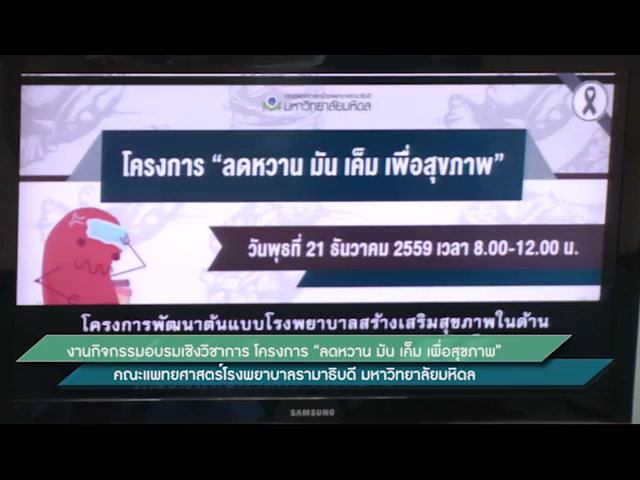 มหาวิทยาลัยมหิดล
โครงการ “ลดหวาน มัน เค็ม เพื่อสุขภาพ”
วันพุธที่ 21 ธันวาคม 2559 เวลา 8.00-12.00 น.
โครงการพัฒนาต้นแบบโรงพยาบาลสร้างเสริมสุขภาพในด้าน
งานกิจกรรมอบรมเชิงวิชาการ โครงการ “ลดหวาน มัน เค็ม เพื่อสุขภาพ”
คณะแพทยศาสตร์โรงพยาบาลรามาธิบดี มหาวิทยาลัยมหิดล
SAMSUNG